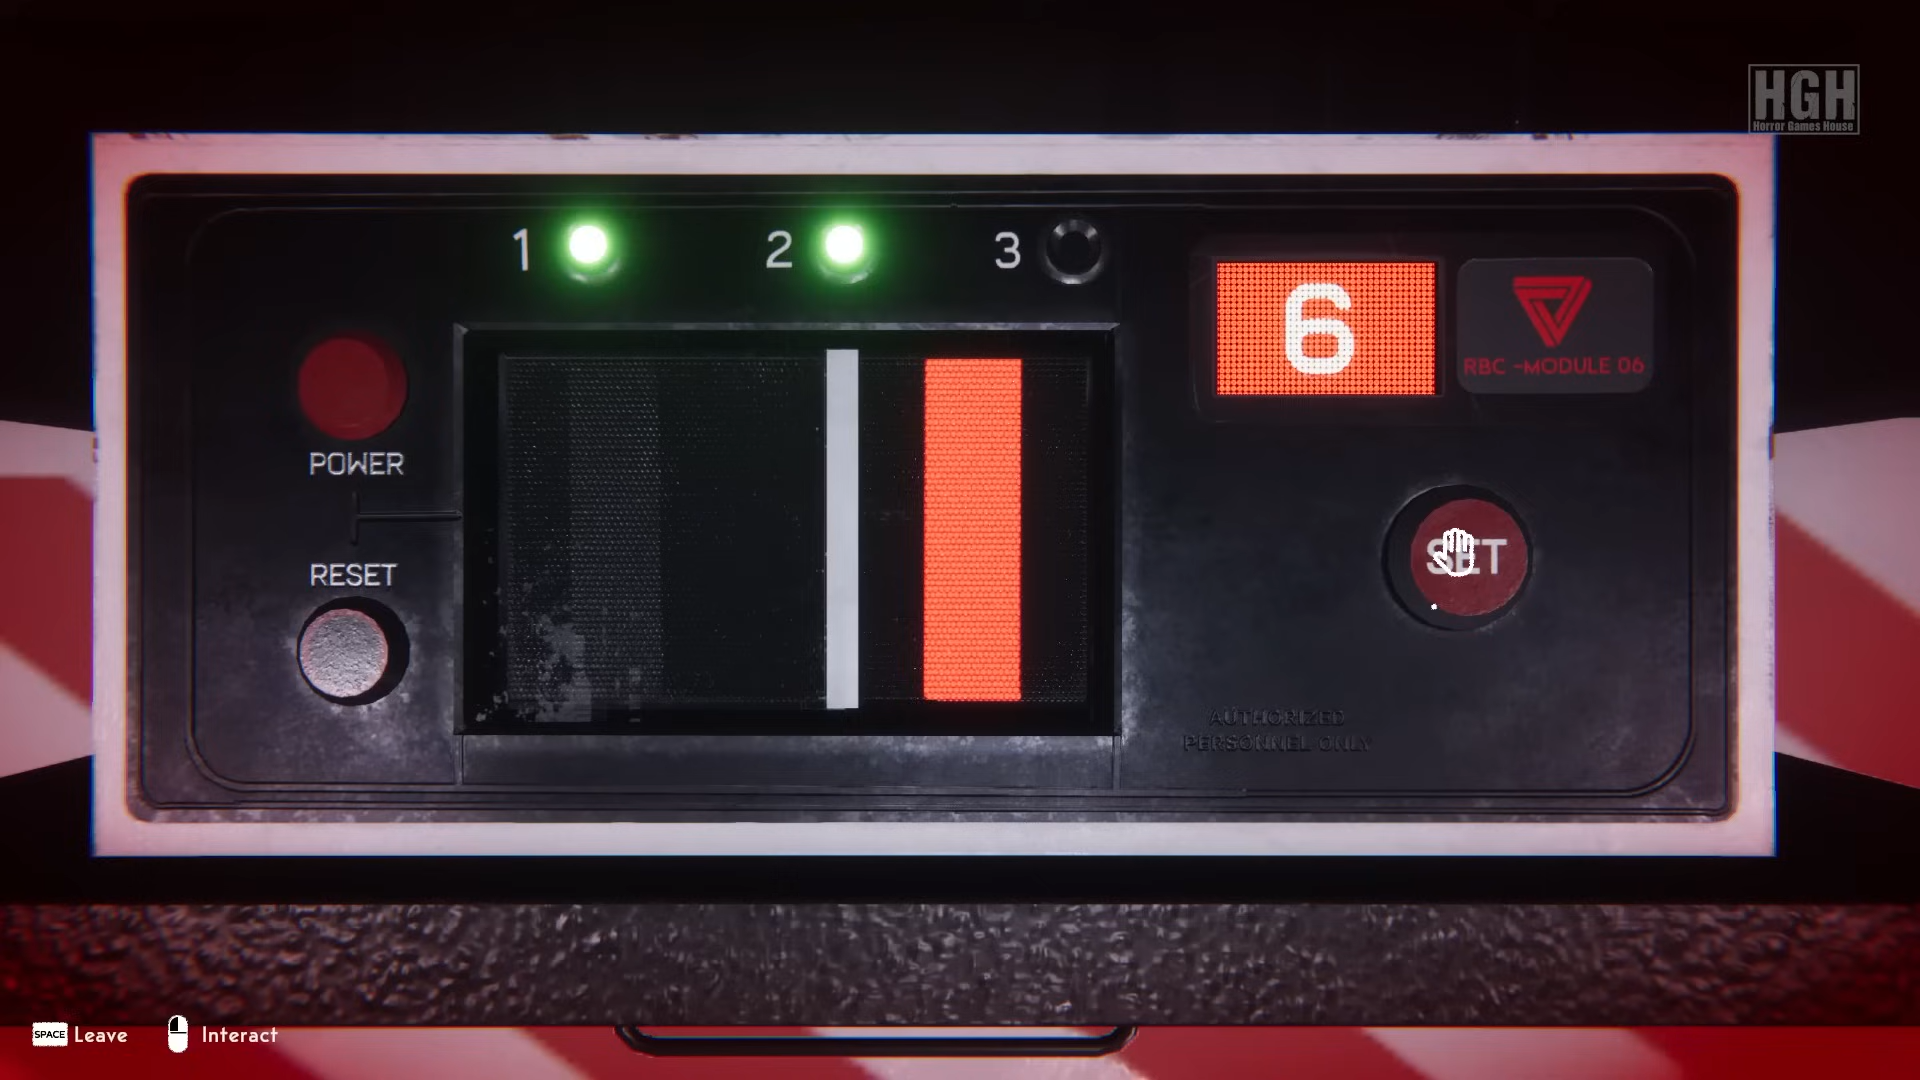 HGH
Horror Games House
1 2 3
6
RBC -MODULE 06
POWER
SET
RESET
AUTHORIZED
PERSONNEL ONLY
SPACE Leave Interact